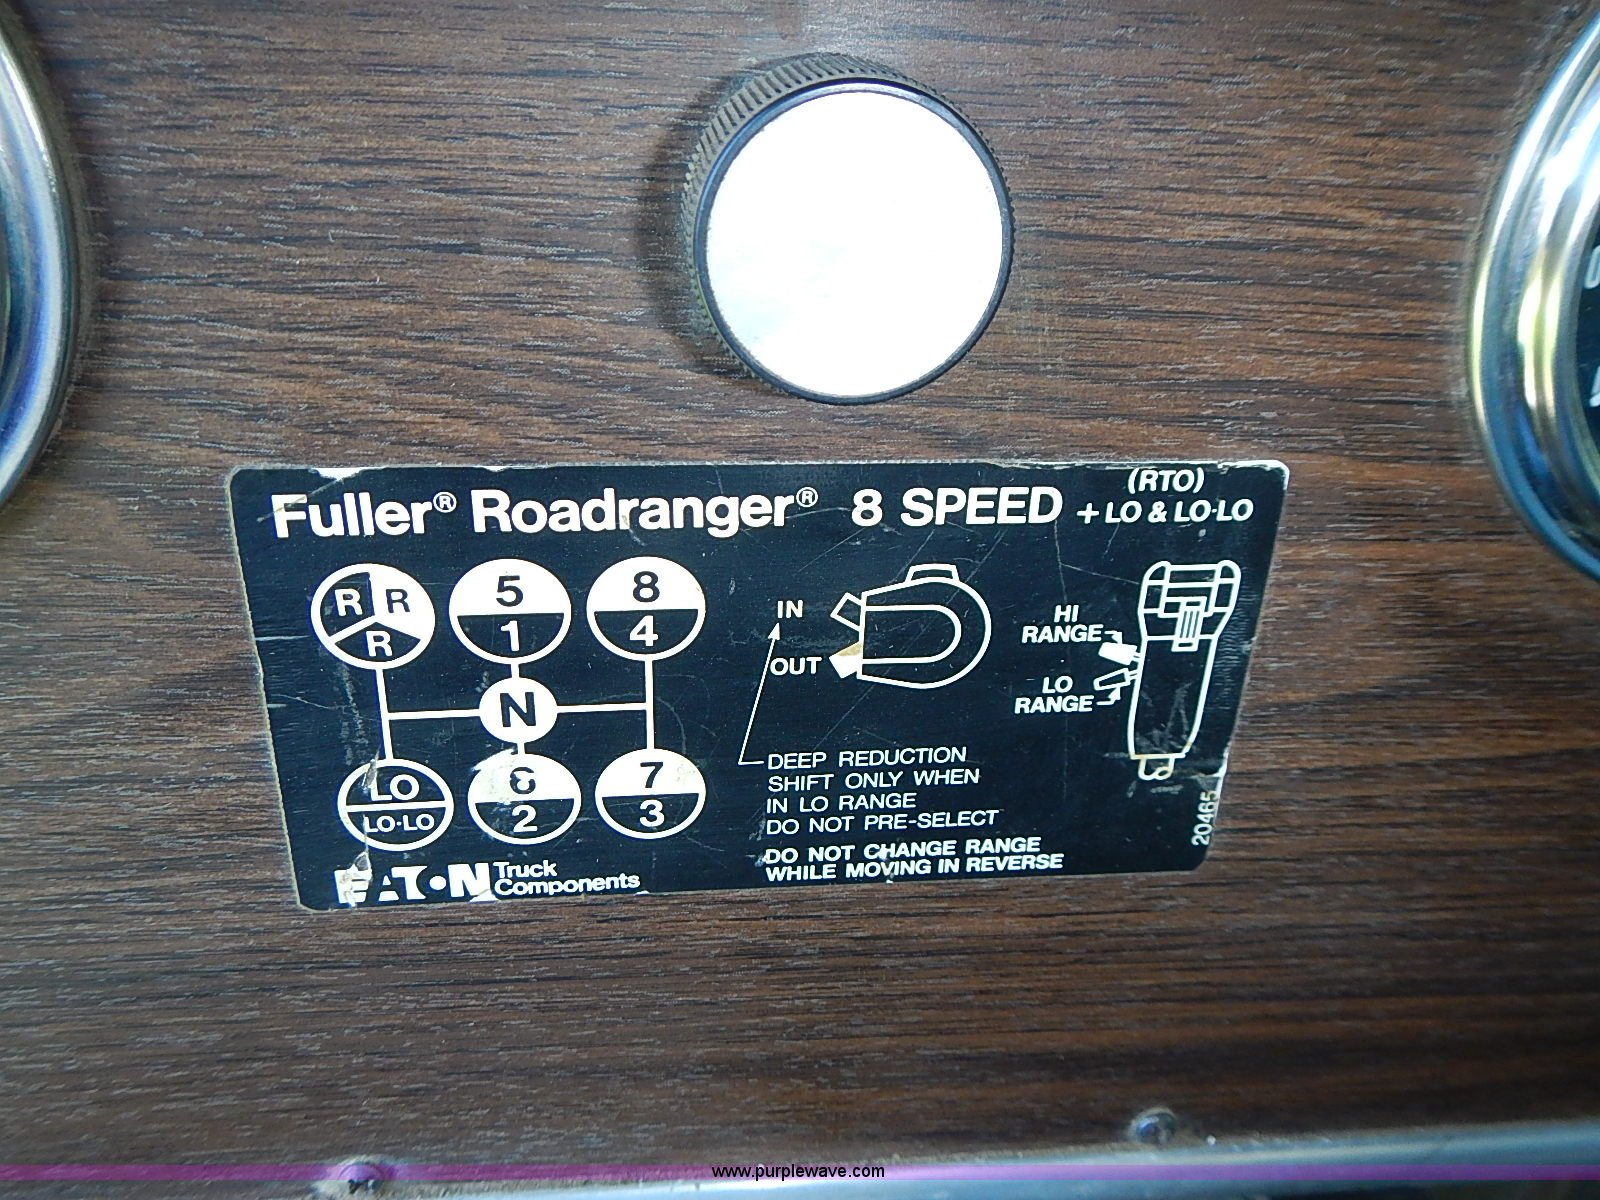 Fuller® Roadranger® 8 SPEED (RTO)
+ LO & LO·LO
R R
R
5
1
8
4
N
LO
LO·LO
6
2
7
3
IN
OUT
HI
RANGE
LO
RANGE
DEEP REDUCTION
SHIFT ONLY WHEN
IN LO RANGE
DO NOT PRE-SELECT
DO NOT CHANGE RANGE
WHILE MOVING IN REVERSE
20465
EATON Truck
Components
www.purplewave.com